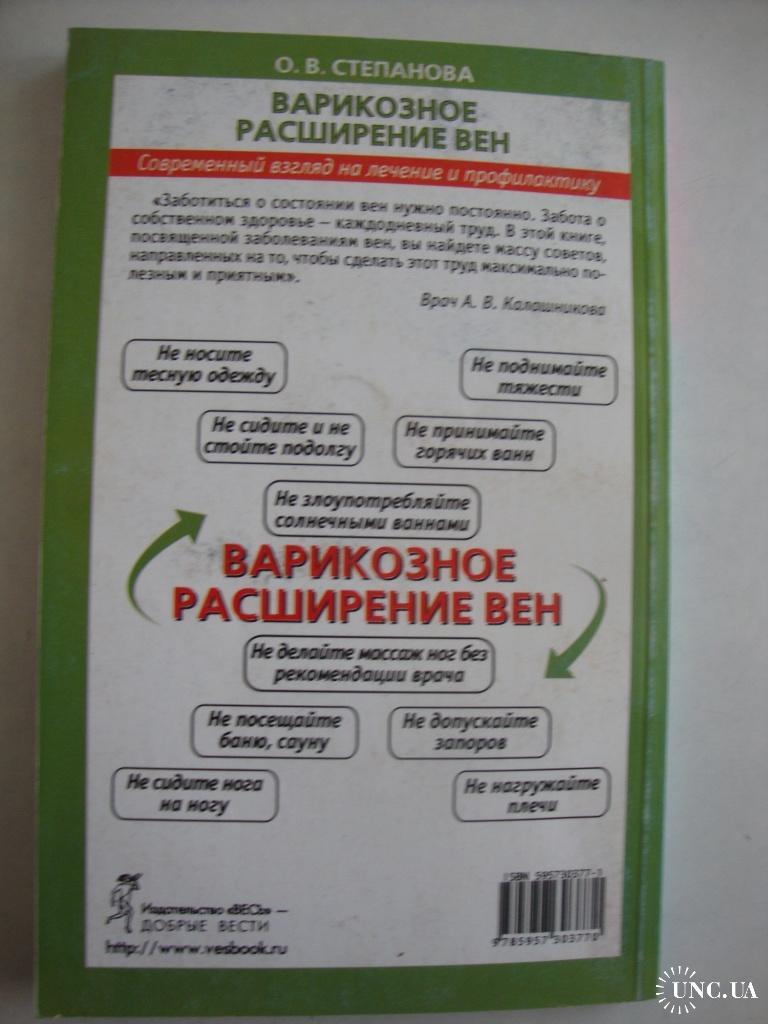 О. В. СТЕПАНОВА
ВАРИКОЗНОЕ
РАСШИРЕНИЕ ВЕН
Современный взгляд на лечение и профилактику
«Заботиться о состоянии вен нужно постоянно. Забота о
собственном здоровье — каждодневный труд. В этой книге,
посвященной заболеваниям вен, вы найдете массу советов,
направленных на то, чтобы сделать этот труд максимально по-
лезным и приятным».
Врач А. В. Калашникова
Не носите
тесную одежду
Не поднимайте
тяжести
Не сидите и не
стойте подолгу
Не принимайте
горячих ванн
Не злоупотребляйте
солнечными ваннами
ВАРИКОЗНОЕ
РАСШИРЕНИЕ ВЕН
Не делайте массаж ног без
рекомендации врача
Не посещайте
баню, сауну
Не допускайте
запоров
Не сидите нога
на ногу
Не нагружайте
плечи
Издательство «ВЕСЬ» —
ДОБРЫЕ ВЕСТИ
http://www.vesbook.ru
ISBN 595730377-1
9785957303770
UNC.UA